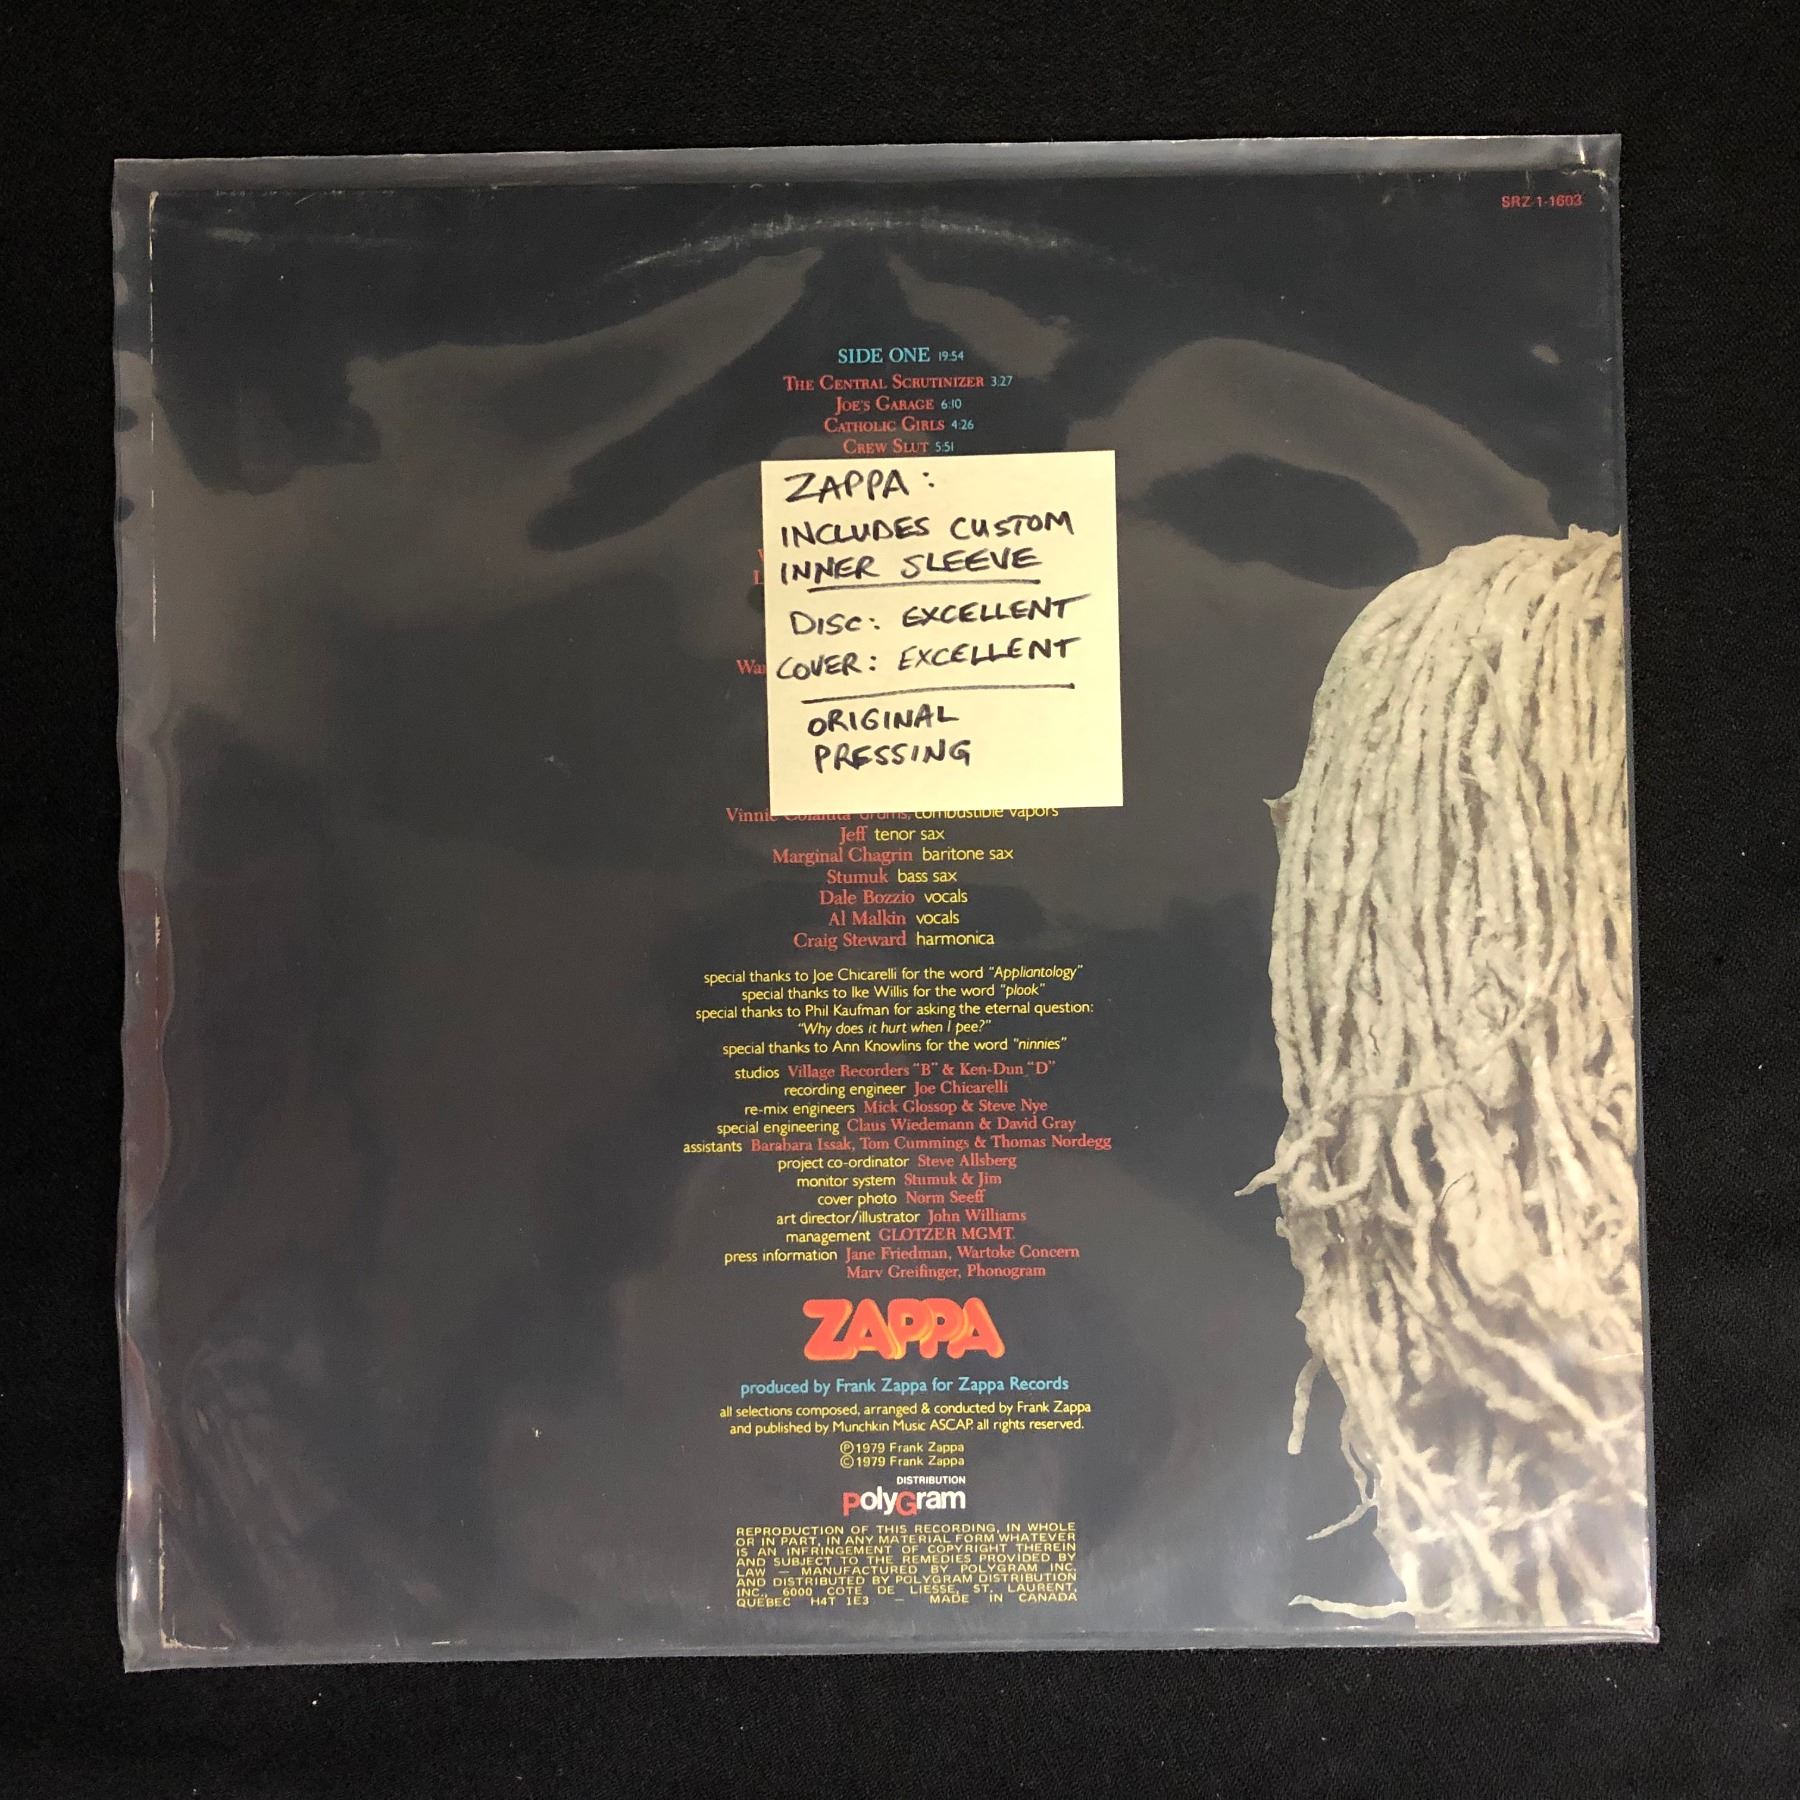 SRZ-1-1603
SIDE ONE 19:54
THE CENTRAL SCRUTINIZER 3:27
JOE'S GARAGE 6:10
CATHOLIC GIRLS 4:26
CREW SLUT 5:51
ZAPPA:
INCLUDES CUSTOM
INNER SLEEVE
DISC: EXCELLENT
COVER: EXCELLENT
ORIGINAL
PRESSING
Vinnie Colaiuta drums, combustible vapors
Jeff tenor sax
Marginal Chagrin baritone sax
Stumuk bass sax
Dale Bozzio vocals
Al Malkin vocals
Craig Steward harmonica
special thanks to Joe Chicarelli for the word "Appliantology"
special thanks to Ike Willis for the word "plook"
special thanks to Phil Kaufman for asking the eternal question:
"Why does it hurt when I pee?"
special thanks to Ann Knowlins for the word "ninnies"
studios Village Recorders "B" & Ken-Dun "D"
recording engineer Joe Chicarelli
re-mix engineers Mick Glossop & Steve Nye
special engineering Claus Wiedemann & David Gray
assistants Barabara Issak, Tom Cummings & Thomas Nordegg
project co-ordinator Steve Allsberg
monitor system Stumuk & Jim
cover photo Norm Seeff
art director/illustrator John Williams
management GLOTZER MGMT.
press information Jane Friedman, Wartoke Concern
Marv Greifinger, Phonogram
ZAPPA
produced by Frank Zappa for Zappa Records
all selections composed, arranged & conducted by Frank Zappa
and published by Munchkin Music ASCAP. all rights reserved.
℗1979 Frank Zappa
©1979 Frank Zappa
DISTRIBUTION
PolyGram
REPRODUCTION OF THIS RECORDING, IN WHOLE
OR IN PART, IN ANY MATERIAL FORM WHATEVER
IS AN INFRINGEMENT OF COPYRIGHT THEREIN
AND SUBJECT TO THE REMEDIES PROVIDED BY
LAW — MANUFACTURED BY POLYGRAM INC.
AND DISTRIBUTED BY POLYGRAM DISTRIBUTION
INC., 6000 COTE DE LIESSE, ST. LAURENT,
QUEBEC H4T 1E3 — MADE IN CANADA